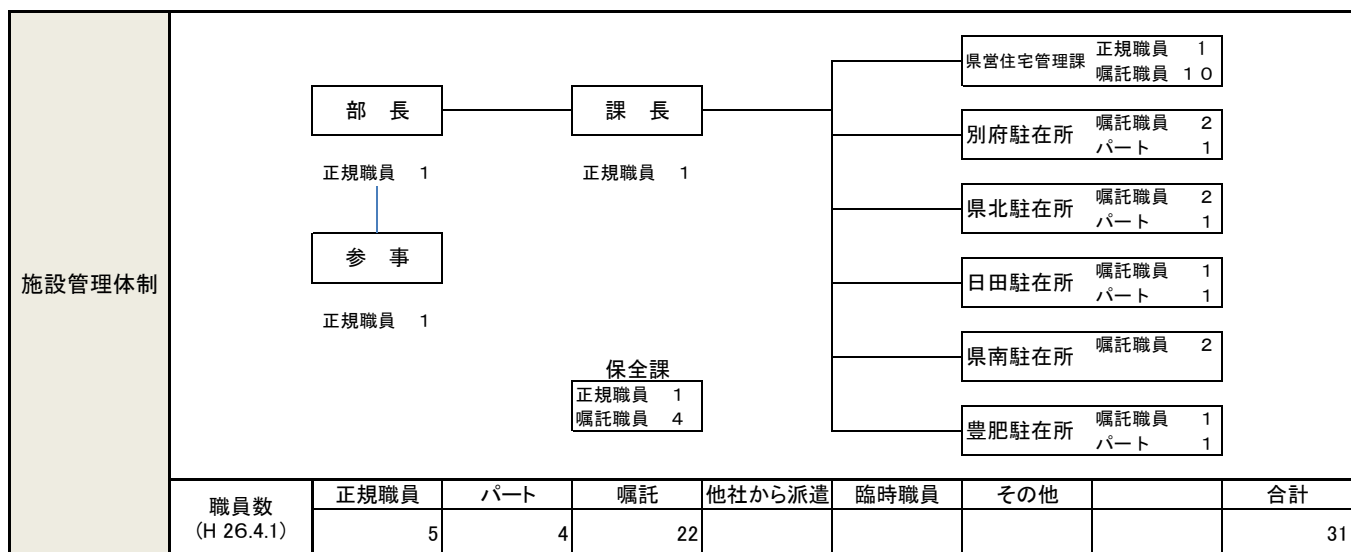 施設管理体制
部　長
正規職員　1
参　事
正規職員　1
課　長
正規職員　1
保全課
正規職員　1
嘱託職員　4
県営住宅管理課 正規職員　1
嘱託職員　10
別府駐在所 嘱託職員　2
パート　1
県北駐在所 嘱託職員　2
パート　1
日田駐在所 嘱託職員　1
パート　1
県南駐在所 嘱託職員　2
豊肥駐在所 嘱託職員　1
パート　1
職員数
(H 26.4.1)
正規職員 パート 嘱託 他社から派遣 臨時職員 その他 合計
5 4 22 31